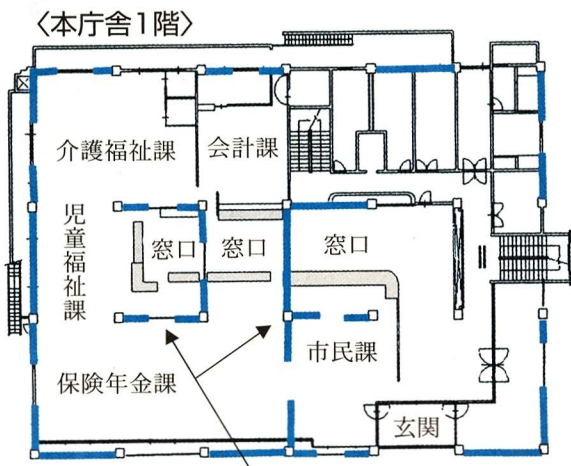 〈本庁舎1階〉
介護福祉課
会計課
児童福祉課
窓口
窓口
窓口
市民課
保険年金課
玄関